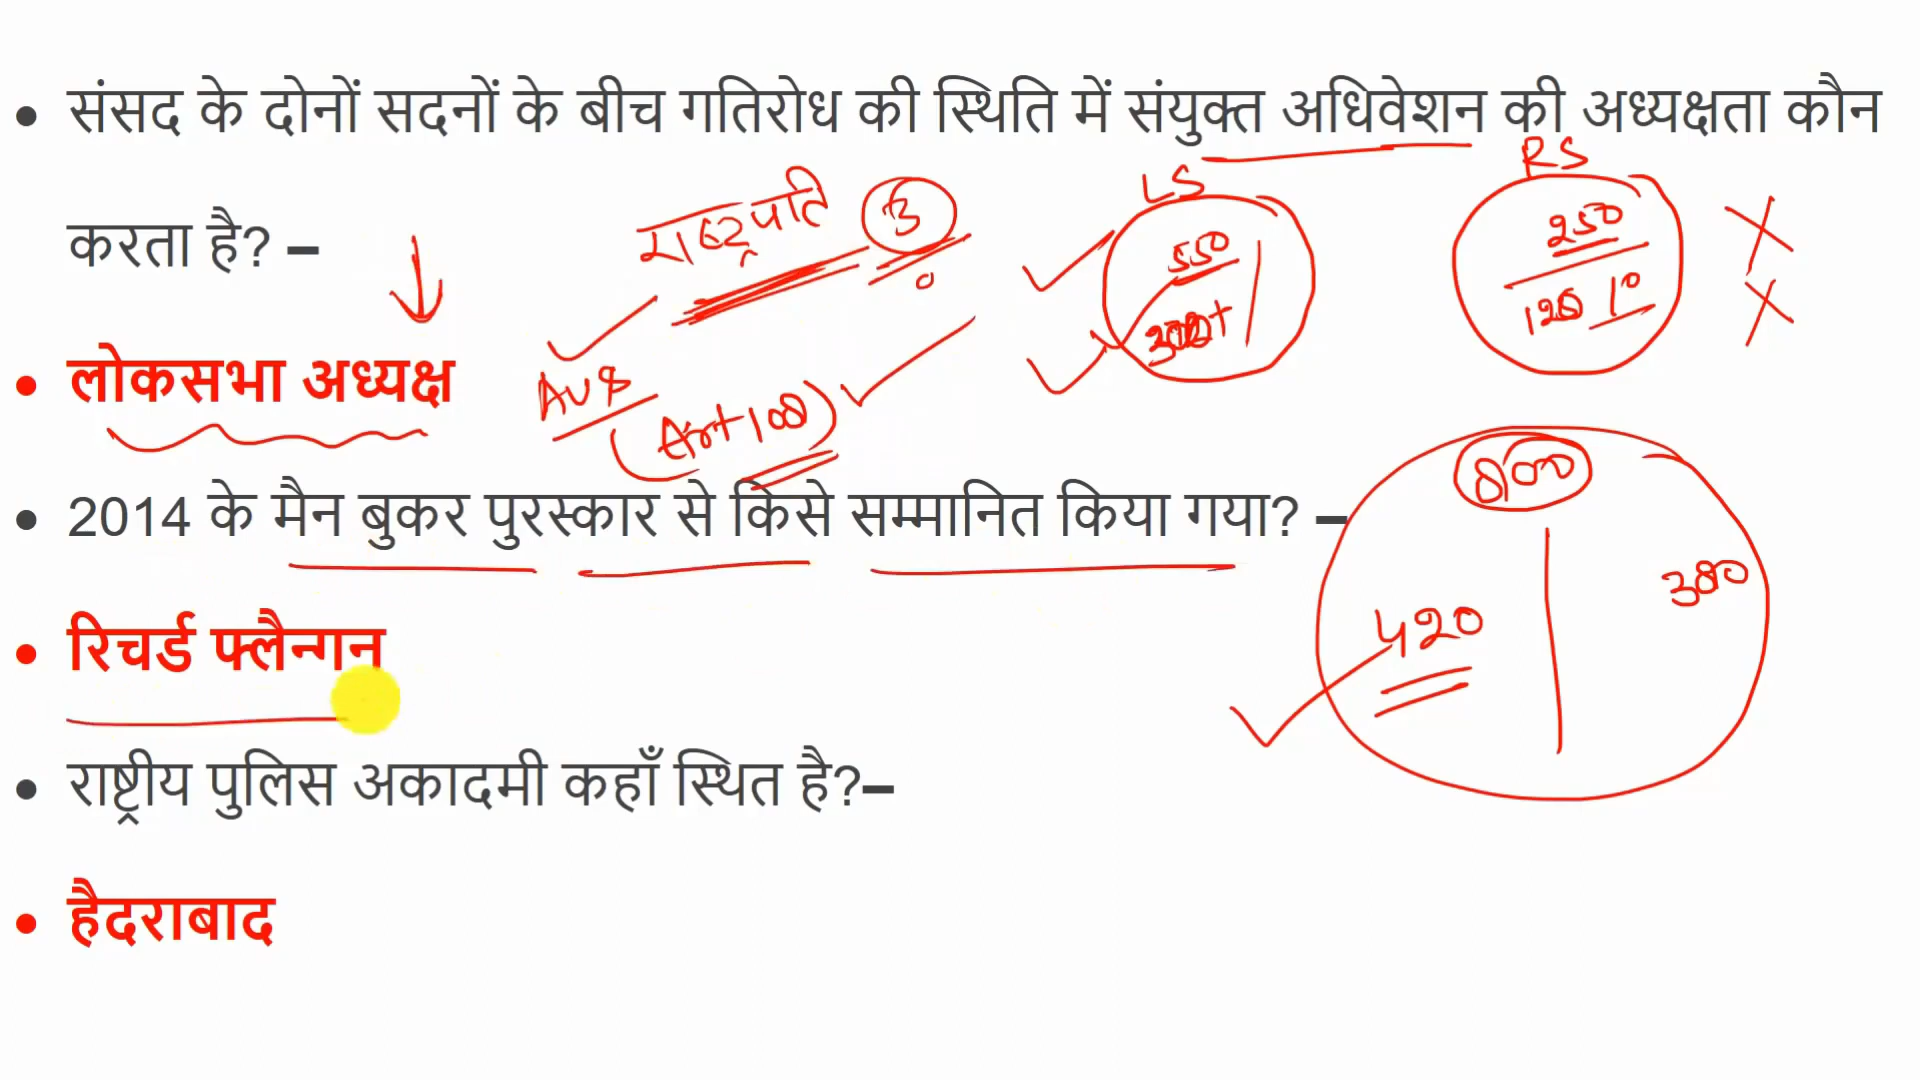 संसद के दोनों सदनों के बीच गतिरोध की स्थिति में संयुक्त अधिवेशन की अध्यक्षता कौन
करता है? –
राष्ट्रपति
LS
RS
550
250
लोकसभा अध्यक्ष
(Art 108)
800
2014 के मैन बुकर पुरस्कार से किसे सम्मानित किया गया? –
420
380
रिचर्ड फ्लैन्गन
राष्ट्रीय पुलिस अकादमी कहाँ स्थित है?–
हैदराबाद